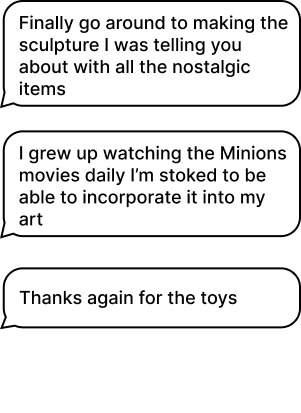 Finally go around to making the
sculpture I was telling you
about with all the nostalgic
items
I grew up watching the Minions
movies daily I'm stoked to be
able to incorporate it into my
art
Thanks again for the toys